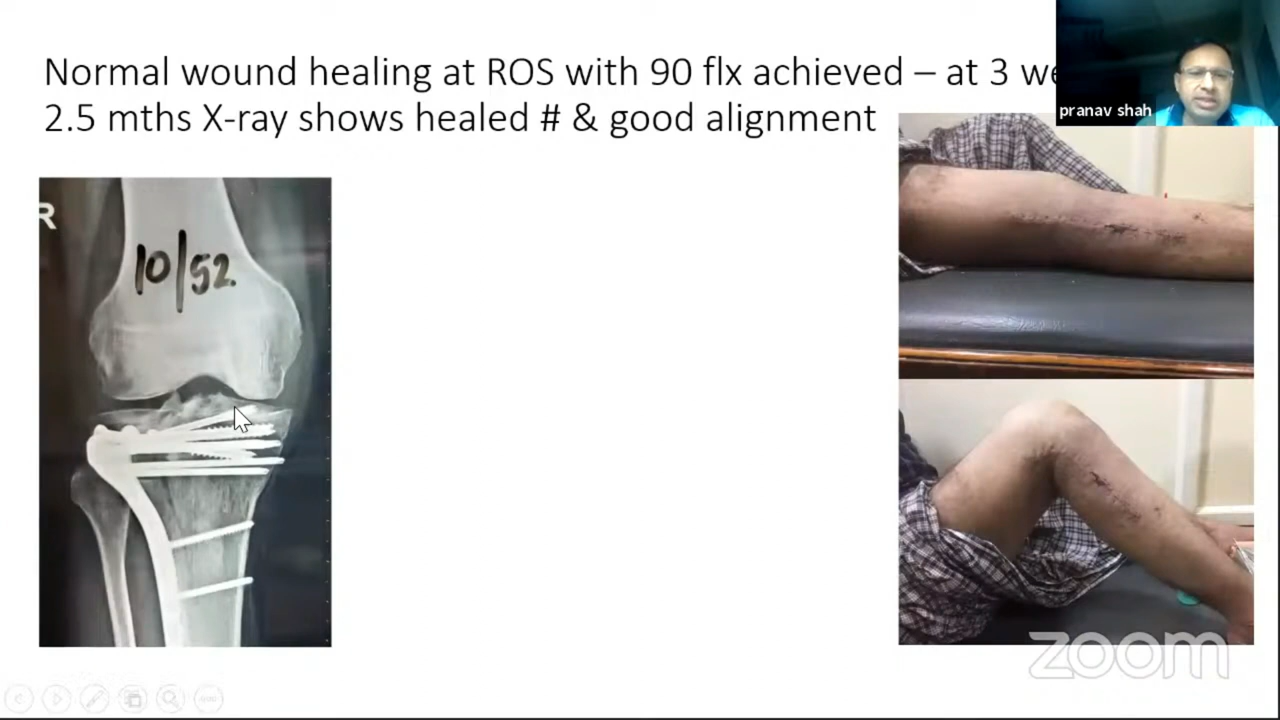 Normal wound healing at ROS with 90 flx achieved – at 3
2.5 mths X-ray shows healed # & good alignment
pranav shah
R
10/52
zoom